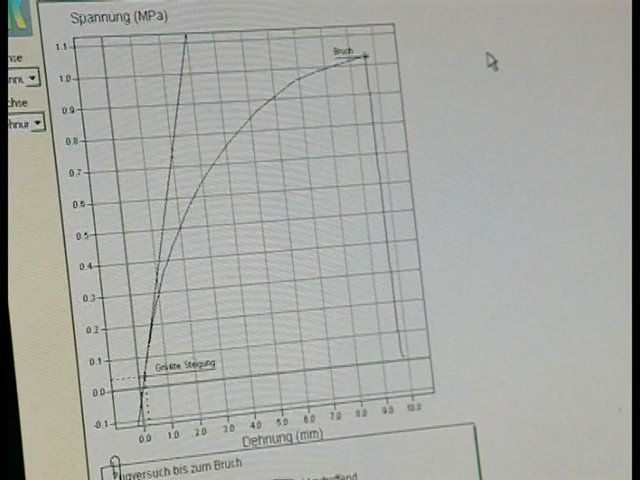 Spannung (MPa)
1.1
1.0
0.9
0.8
0.7
0.6
0.5
0.4
0.3
0.2
0.1
0.0
-0.1
Bruch
Größte Steigung
0.0 1.0 2.0 3.0 4.0 5.0 6.0 7.0 8.0 9.0 10.0
Dehnung (mm)
Zugversuch bis zum Bruch